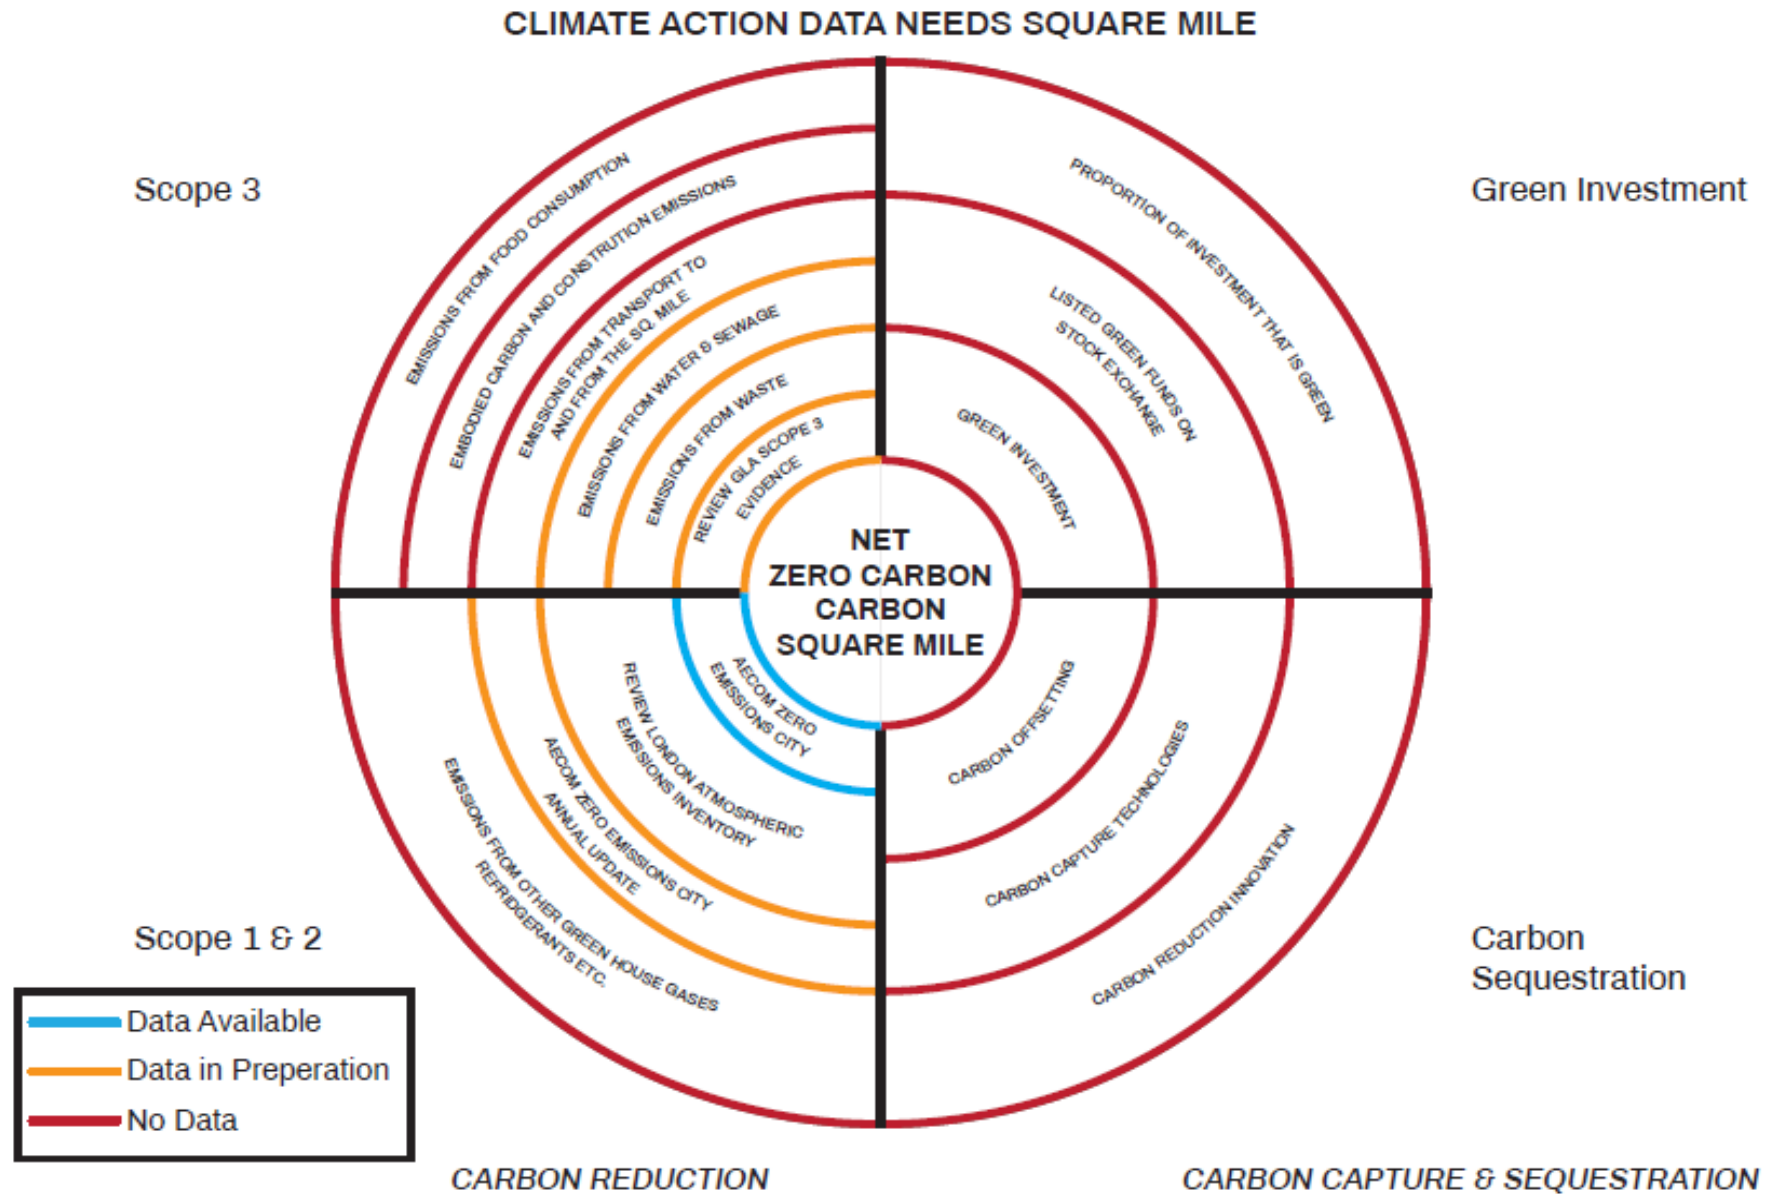 CLIMATE ACTION DATA NEEDS SQUARE MILE
Scope 3
Green Investment
EMISSIONS FROM FOOD CONSUMPTION
EMBODIED CARBON AND CONSTRUTION EMISSIONS
EMISSIONS FROM TRANSPORT TO
AND FROM THE SQ. MILE
EMISSIONS FROM WATER & SEWAGE
EMISSIONS FROM WASTE
REVIEW GLA SCOPE 3
EVIDENCE
PROPORTION OF INVESTMENT THAT IS GREEN
LISTED GREEN FUNDS ON
STOCK EXCHANGE
GREEN INVESTMENT
NET
ZERO CARBON
CARBON
SQUARE MILE
AECOM ZERO
EMISSIONS CITY
REVIEW LONDON ATMOSPHERIC
EMISSIONS INVENTORY
AECOM ZERO EMISSIONS CITY
ANNUAL UPDATE
EMISSIONS FROM OTHER GREEN HOUSE GASES
REFRIDGERANTS ETC.
CARBON OFFSETTING
CARBON CAPTURE TECHNOLOGIES
CARBON REDUCTION INNOVATION
Scope 1 & 2
Carbon
Sequestration
Data Available
Data in Preperation
No Data
CARBON REDUCTION
CARBON CAPTURE & SEQUESTRATION